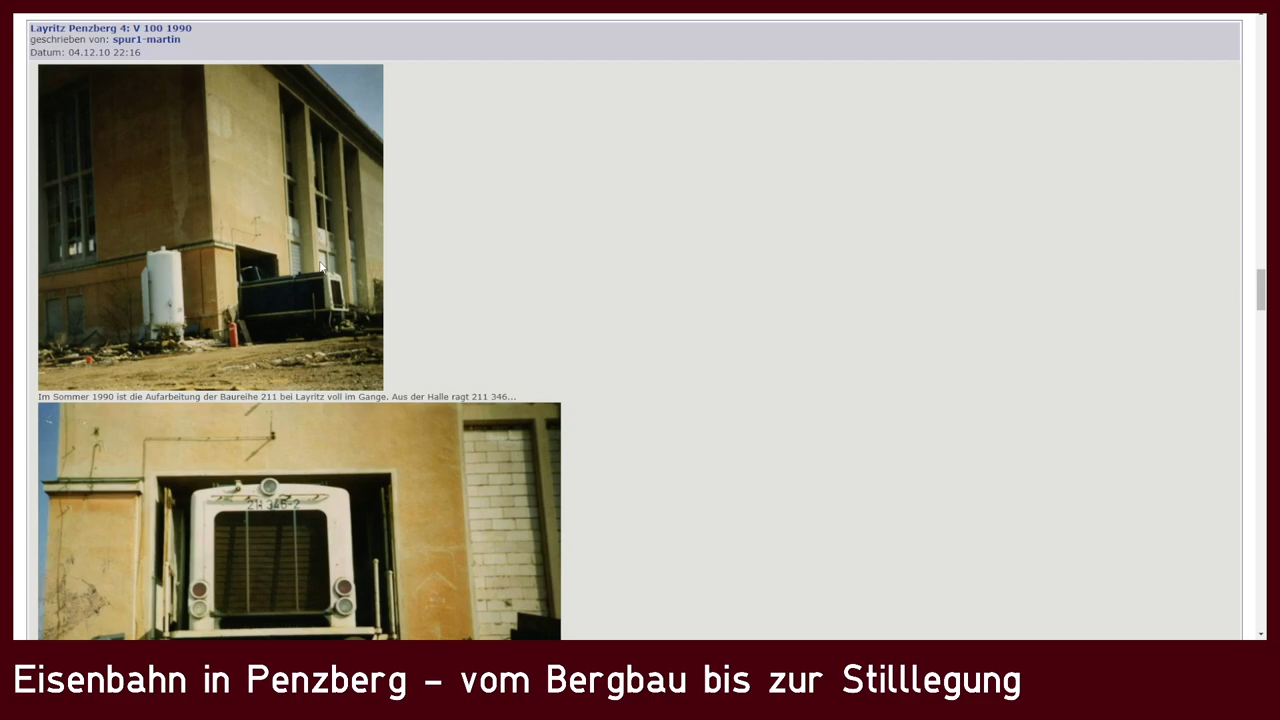 Layritz Penzberg 4: V 100 1990
geschrieben von: spur1-martin
Datum: 04.12.10 22:16
Im Sommer 1990 ist die Aufarbeitung der Baureihe 211 bei Layritz voll im Gange. Aus der Halle ragt 211 346...
211 346-2
Eisenbahn in Penzberg – vom Bergbau bis zur Stilllegung